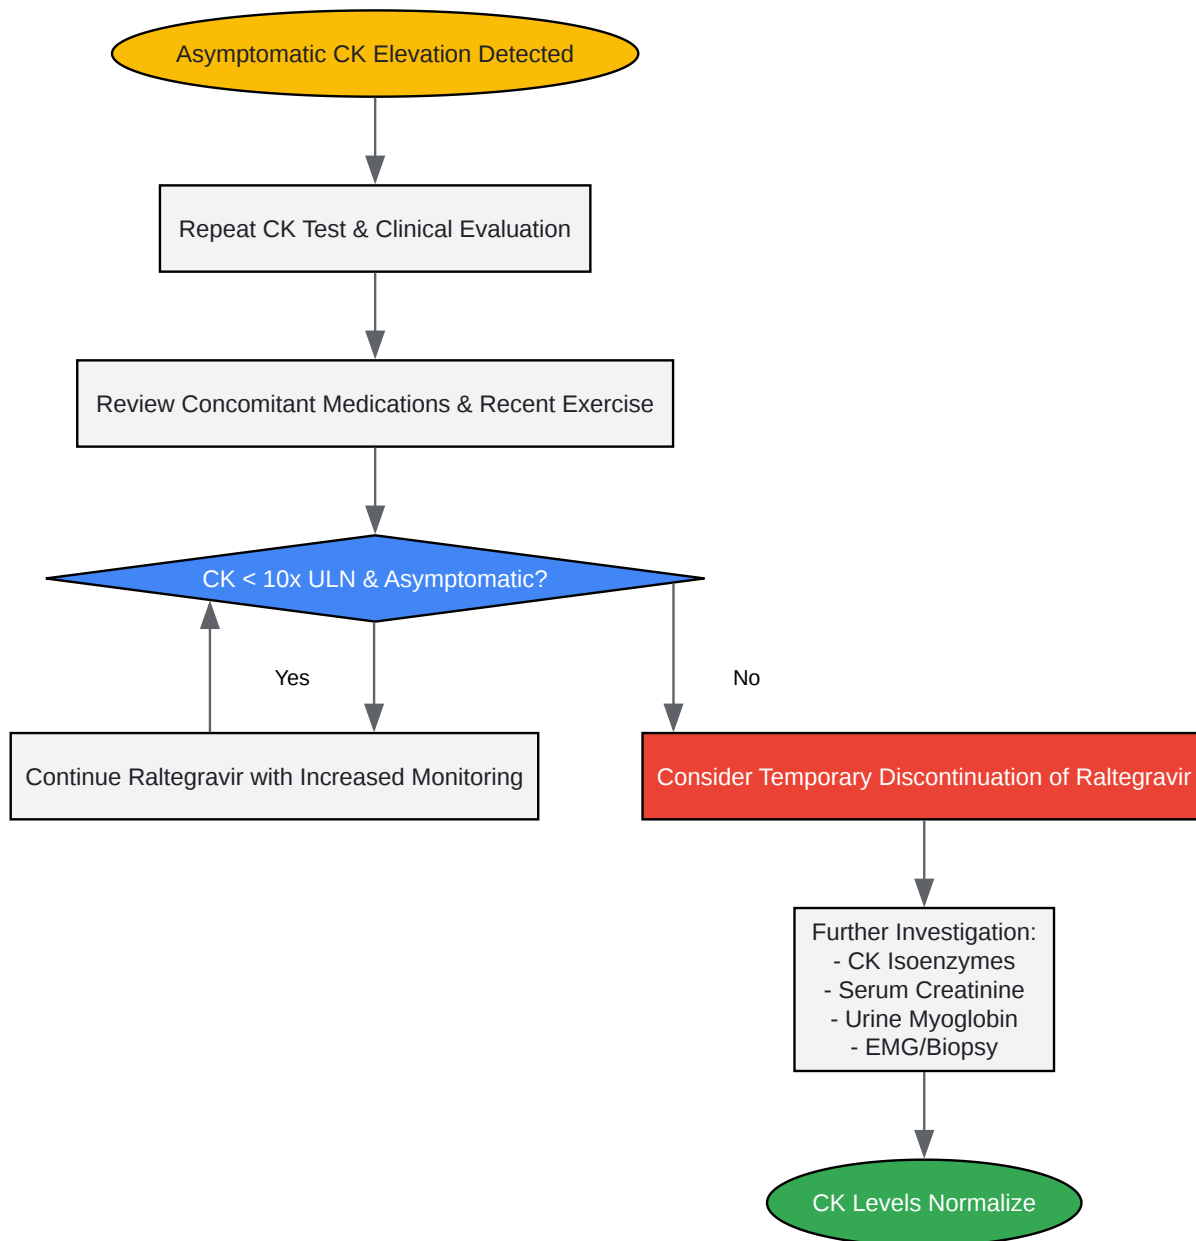 Asymptomatic CK Elevation Detected
Repeat CK Test & Clinical Evaluation
Review Concomitant Medications & Recent Exercise
CK < 10x ULN & Asymptomatic?
Yes
No
Continue Raltegravir with Increased Monitoring
Consider Temporary Discontinuation of Raltegravir
Further Investigation:
- CK Isoenzymes
- Serum Creatinine
- Urine Myoglobin
- EMG/Biopsy
CK Levels Normalize